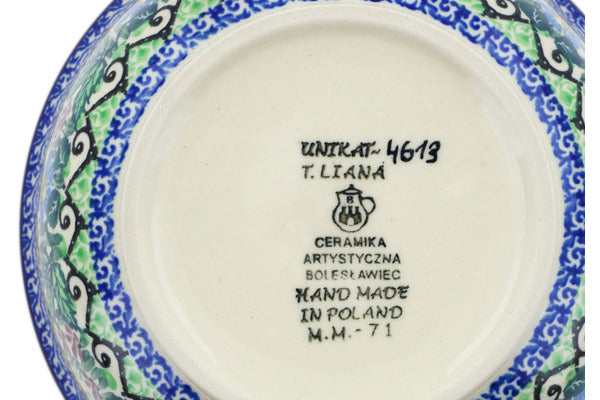 UNIKAT- 4613
T. LIANA
B
CERAMIKA
ARTYSTYCZNA
BOLESŁAWIEC
HAND MADE
IN POLAND
M.M.-71